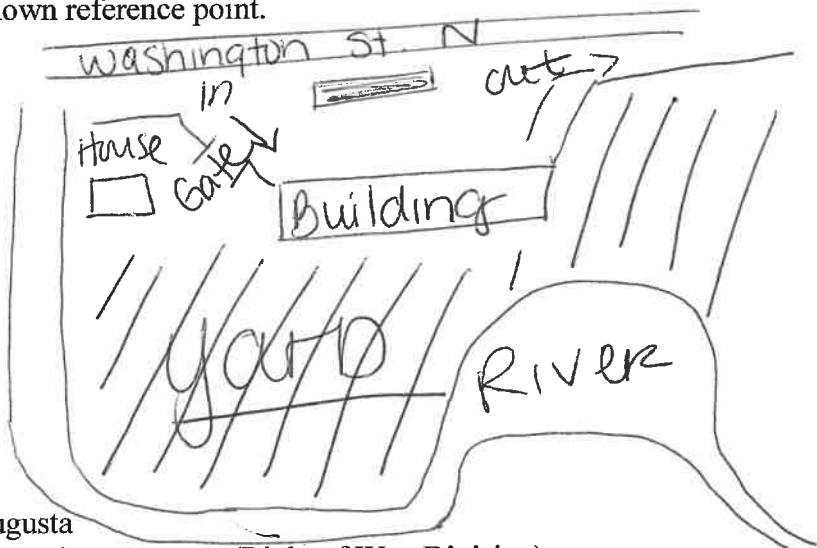 own reference point.
Washington St. N
in
out
House
Gate
Building
Yard
River
ugusta